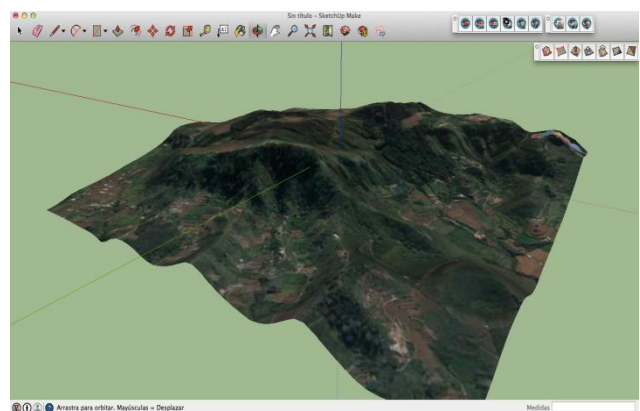 Sin título - SketchUp Make
Arrastra para orbitar. Mayúsculas = Desplazar
Medidas